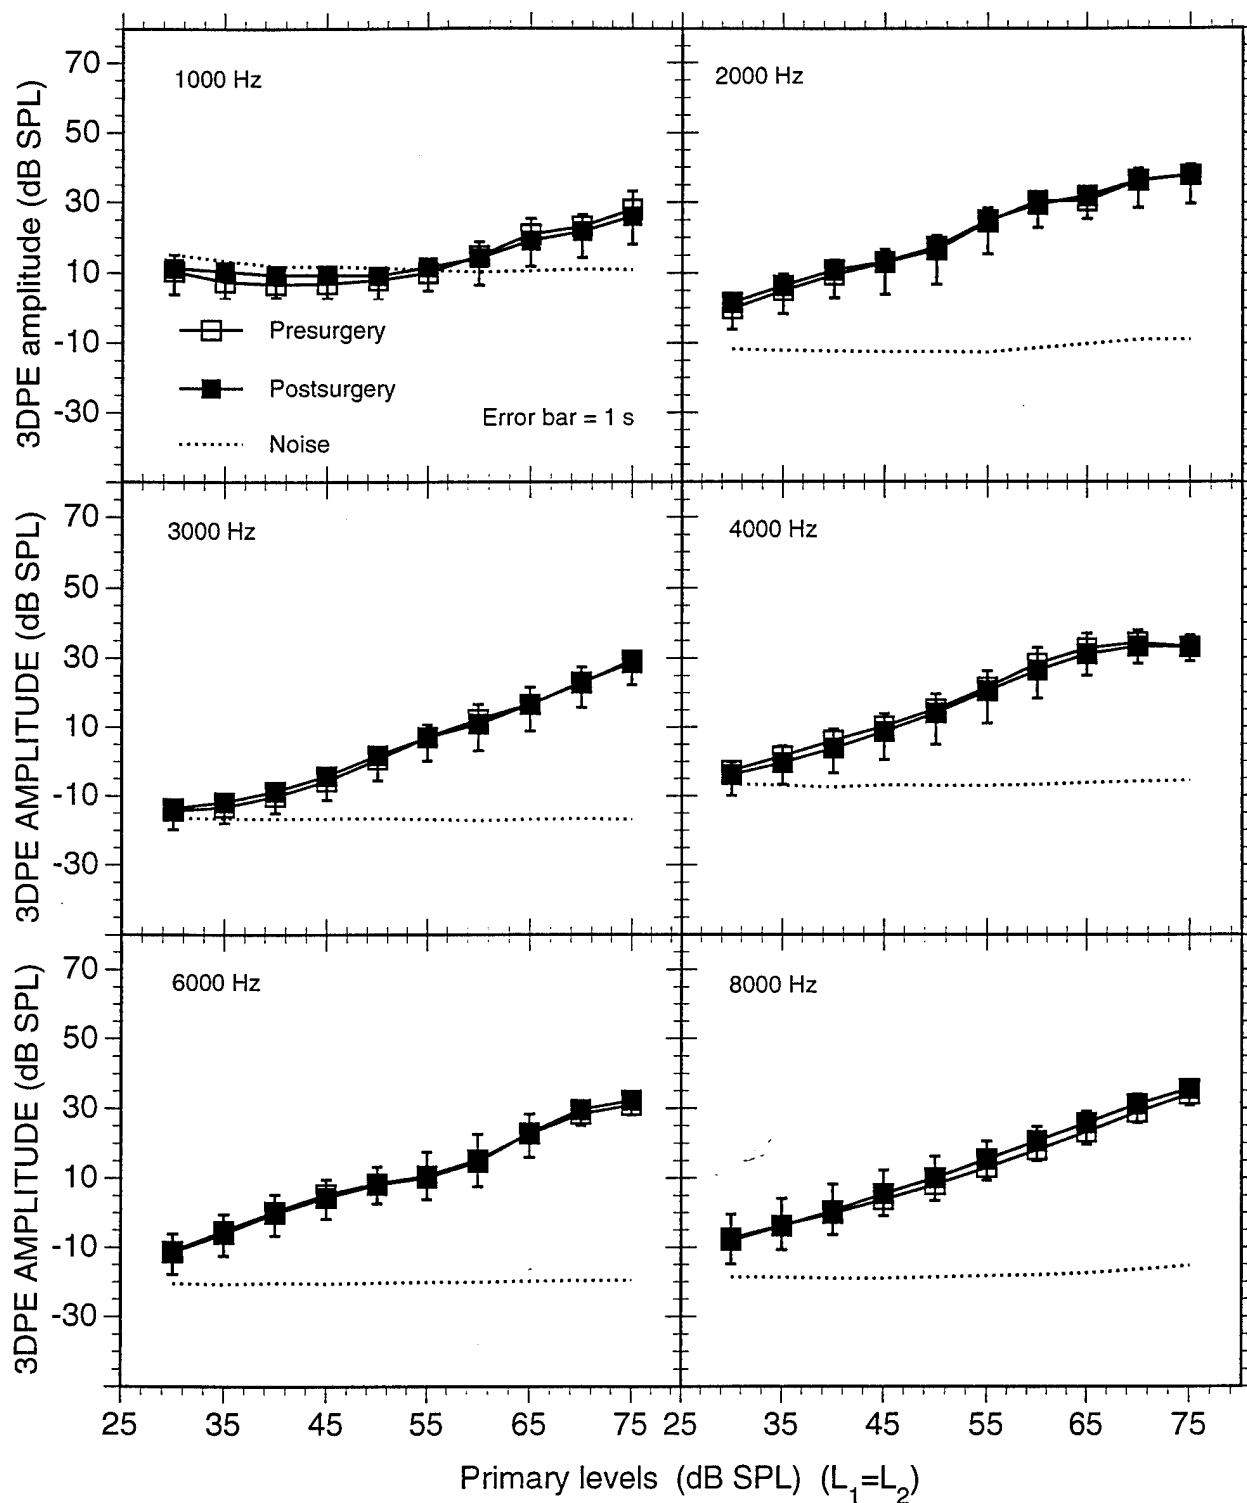 3DPE amplitude (dB SPL)
70
50
30
10
-10
-30
1000 Hz
Presurgery
Postsurgery
Noise
Error bar = 1 s
2000 Hz
3DPE AMPLITUDE (dB SPL)
70
50
30
10
-10
-30
3000 Hz
4000 Hz
3DPE AMPLITUDE (dB SPL)
70
50
30
10
-10
-30
6000 Hz
8000 Hz
25 35 45 55 65 75 25 35 45 55 65 75
Primary levels (dB SPL) (L1=L2)